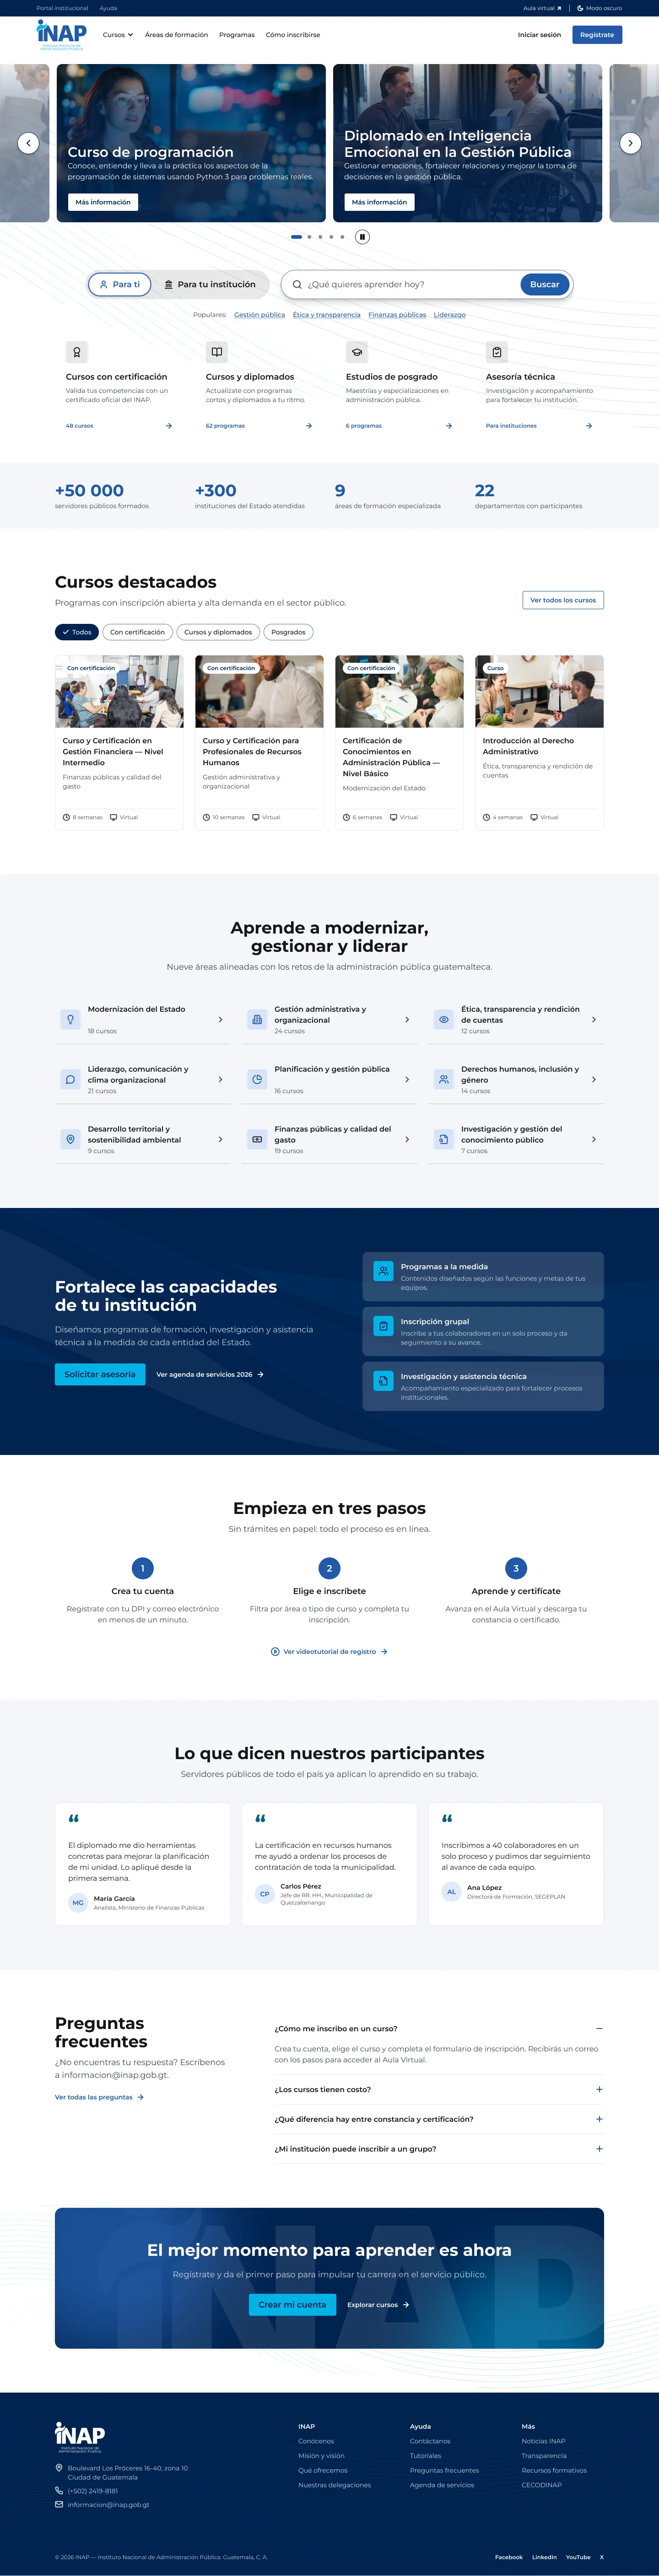 Portal institucional Ayuda Aula virtual Modo oscuro
INAP
Instituto Nacional de
Administración Pública
Cursos Áreas de formación Programas Cómo inscribirse Iniciar sesión Regístrate
Curso de programación
Conoce, entiende y lleva a la práctica los aspectos de la
programación de sistemas usando Python 3 para problemas reales.
Más información
Diplomado en Inteligencia
Emocional en la Gestión Pública
Gestionar emociones, fortalecer relaciones y mejorar la toma de
decisiones en la gestión pública.
Más información
Para ti Para tu institución ¿Qué quieres aprender hoy? Buscar
Populares: Gestión pública Ética y transparencia Finanzas públicas Liderazgo
Cursos con certificación
Valida tus competencias con un
certificado oficial del INAP.
48 cursos
Cursos y diplomados
Actualízate con programas
cortos y diplomados a tu ritmo.
62 programas
Estudios de posgrado
Maestrías y especializaciones en
administración pública.
6 programas
Asesoría técnica
Investigación y acompañamiento
para fortalecer tu institución.
Para instituciones
+50 000
servidores públicos formados
+300
instituciones del Estado atendidas
9
áreas de formación especializada
22
departamentos con participantes
Cursos destacados
Programas con inscripción abierta y alta demanda en el sector público.
Ver todos los cursos
Todos Con certificación Cursos y diplomados Posgrados
Con certificación
Curso y Certificación en
Gestión Financiera — Nivel
Intermedio
Finanzas públicas y calidad del
gasto
8 semanas Virtual
Con certificación
Curso y Certificación para
Profesionales de Recursos
Humanos
Gestión administrativa y
organizacional
10 semanas Virtual
Con certificación
Certificación de
Conocimientos en
Administración Pública —
Nivel Básico
Modernización del Estado
6 semanas Virtual
Curso
Introducción al Derecho
Administrativo
Ética, transparencia y rendición de
cuentas
4 semanas Virtual
Aprende a modernizar,
gestionar y liderar
Nueve áreas alineadas con los retos de la administración pública guatemalteca.
Modernización del Estado
18 cursos
Gestión administrativa y
organizacional
24 cursos
Ética, transparencia y rendición
de cuentas
12 cursos
Liderazgo, comunicación y
clima organizacional
21 cursos
Planificación y gestión pública
16 cursos
Derechos humanos, inclusión y
género
14 cursos
Desarrollo territorial y
sostenibilidad ambiental
9 cursos
Finanzas públicas y calidad del
gasto
19 cursos
Investigación y gestión del
conocimiento público
7 cursos
Fortalece las capacidades
de tu institución
Diseñamos programas de formación, investigación y asistencia
técnica a la medida de cada entidad del Estado.
Solicitar asesoría Ver agenda de servicios 2026
Programas a la medida
Contenidos diseñados según las funciones y metas de tus
equipos.
Inscripción grupal
Inscribe a tus colaboradores en un solo proceso y da
seguimiento a su avance.
Investigación y asistencia técnica
Acompañamiento especializado para fortalecer procesos
institucionales.
Empieza en tres pasos
Sin trámites en papel: todo el proceso es en línea.
1
Crea tu cuenta
Regístrate con tu DPI y correo electrónico
en menos de un minuto.
2
Elige e inscríbete
Filtra por área o tipo de curso y completa tu
inscripción.
3
Aprende y certifícate
Avanza en el Aula Virtual y descarga tu
constancia o certificado.
Ver videotutorial de registro
Lo que dicen nuestros participantes
Servidores públicos de todo el país ya aplican lo aprendido en su trabajo.
“
El diplomado me dio herramientas
concretas para mejorar la planificación
de mi unidad. Lo apliqué desde la
primera semana.
MG
María García
Analista, Ministerio de Finanzas Públicas
“
La certificación en recursos humanos
me ayudó a ordenar los procesos de
contratación de toda la municipalidad.
CP
Carlos Pérez
Jefe de RR. HH., Municipalidad de
Quetzaltenango
“
Inscribimos a 40 colaboradores en un
solo proceso y pudimos dar seguimiento
al avance de cada equipo.
AL
Ana López
Directora de Formación, SEGEPLAN
Preguntas
frecuentes
¿No encuentras tu respuesta? Escríbenos
a informacion@inap.gob.gt.
Ver todas las preguntas
¿Cómo me inscribo en un curso?
Crea tu cuenta, elige el curso y completa el formulario de inscripción. Recibirás un correo
con los pasos para acceder al Aula Virtual.
¿Los cursos tienen costo?
¿Qué diferencia hay entre constancia y certificación?
¿Mi institución puede inscribir a un grupo?
El mejor momento para aprender es ahora
Regístrate y da el primer paso para impulsar tu carrera en el servicio público.
Crear mi cuenta Explorar cursos
INAP
Instituto Nacional de
Administración Pública
Boulevard Los Próceres 16-40, zona 10
Ciudad de Guatemala
(+502) 2419-8181
informacion@inap.gob.gt
INAP
Conócenos
Misión y visión
Qué ofrecemos
Nuestras delegaciones
Ayuda
Contáctanos
Tutoriales
Preguntas frecuentes
Agenda de servicios
Más
Noticias INAP
Transparencia
Recursos formativos
CECODINAP
© 2026 INAP — Instituto Nacional de Administración Pública. Guatemala, C. A.
Facebook LinkedIn YouTube X